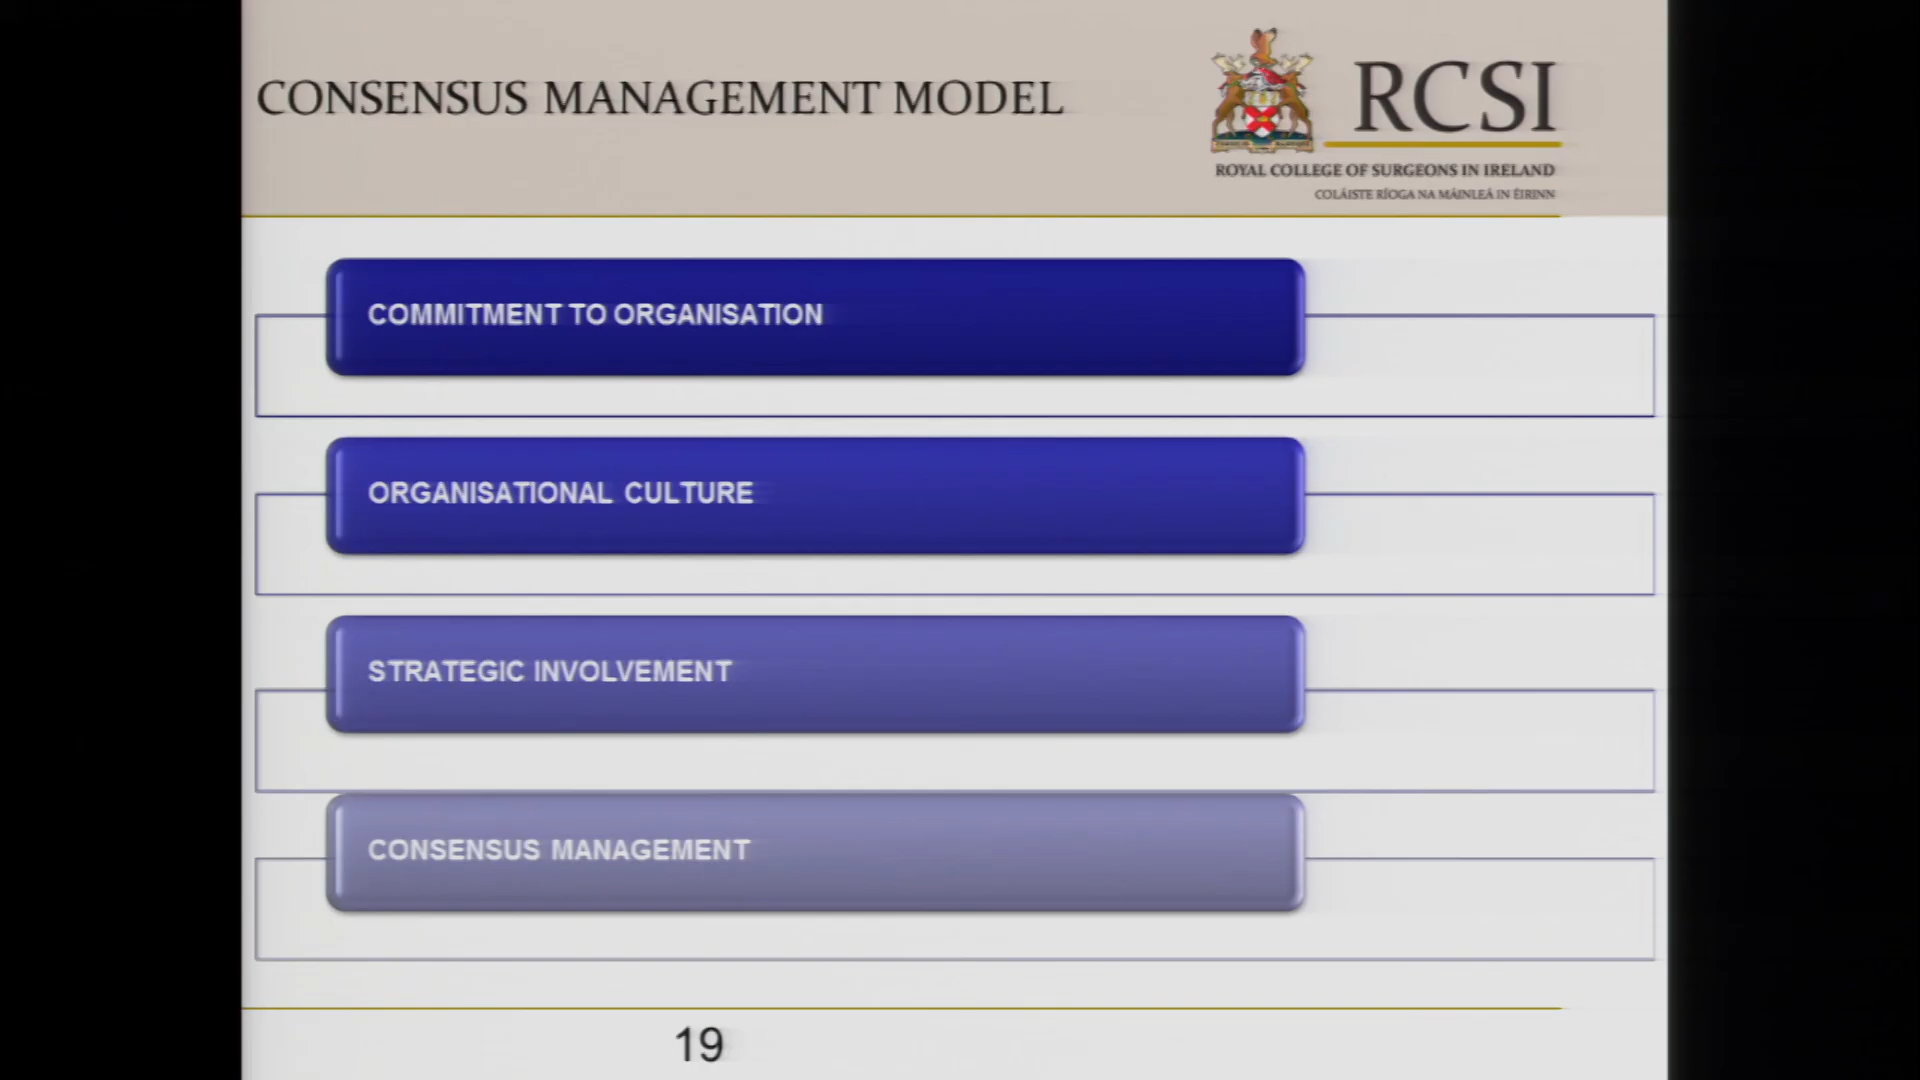 CONSENSUS MANAGEMENT MODEL
RCSI
ROYAL COLLEGE OF SURGEONS IN IRELAND
COLÁISTE RÍOGA NA MÁINLEÁ IN ÉIRINN
COMMITMENT TO ORGANISATION
ORGANISATIONAL CULTURE
STRATEGIC INVOLVEMENT
CONSENSUS MANAGEMENT
19